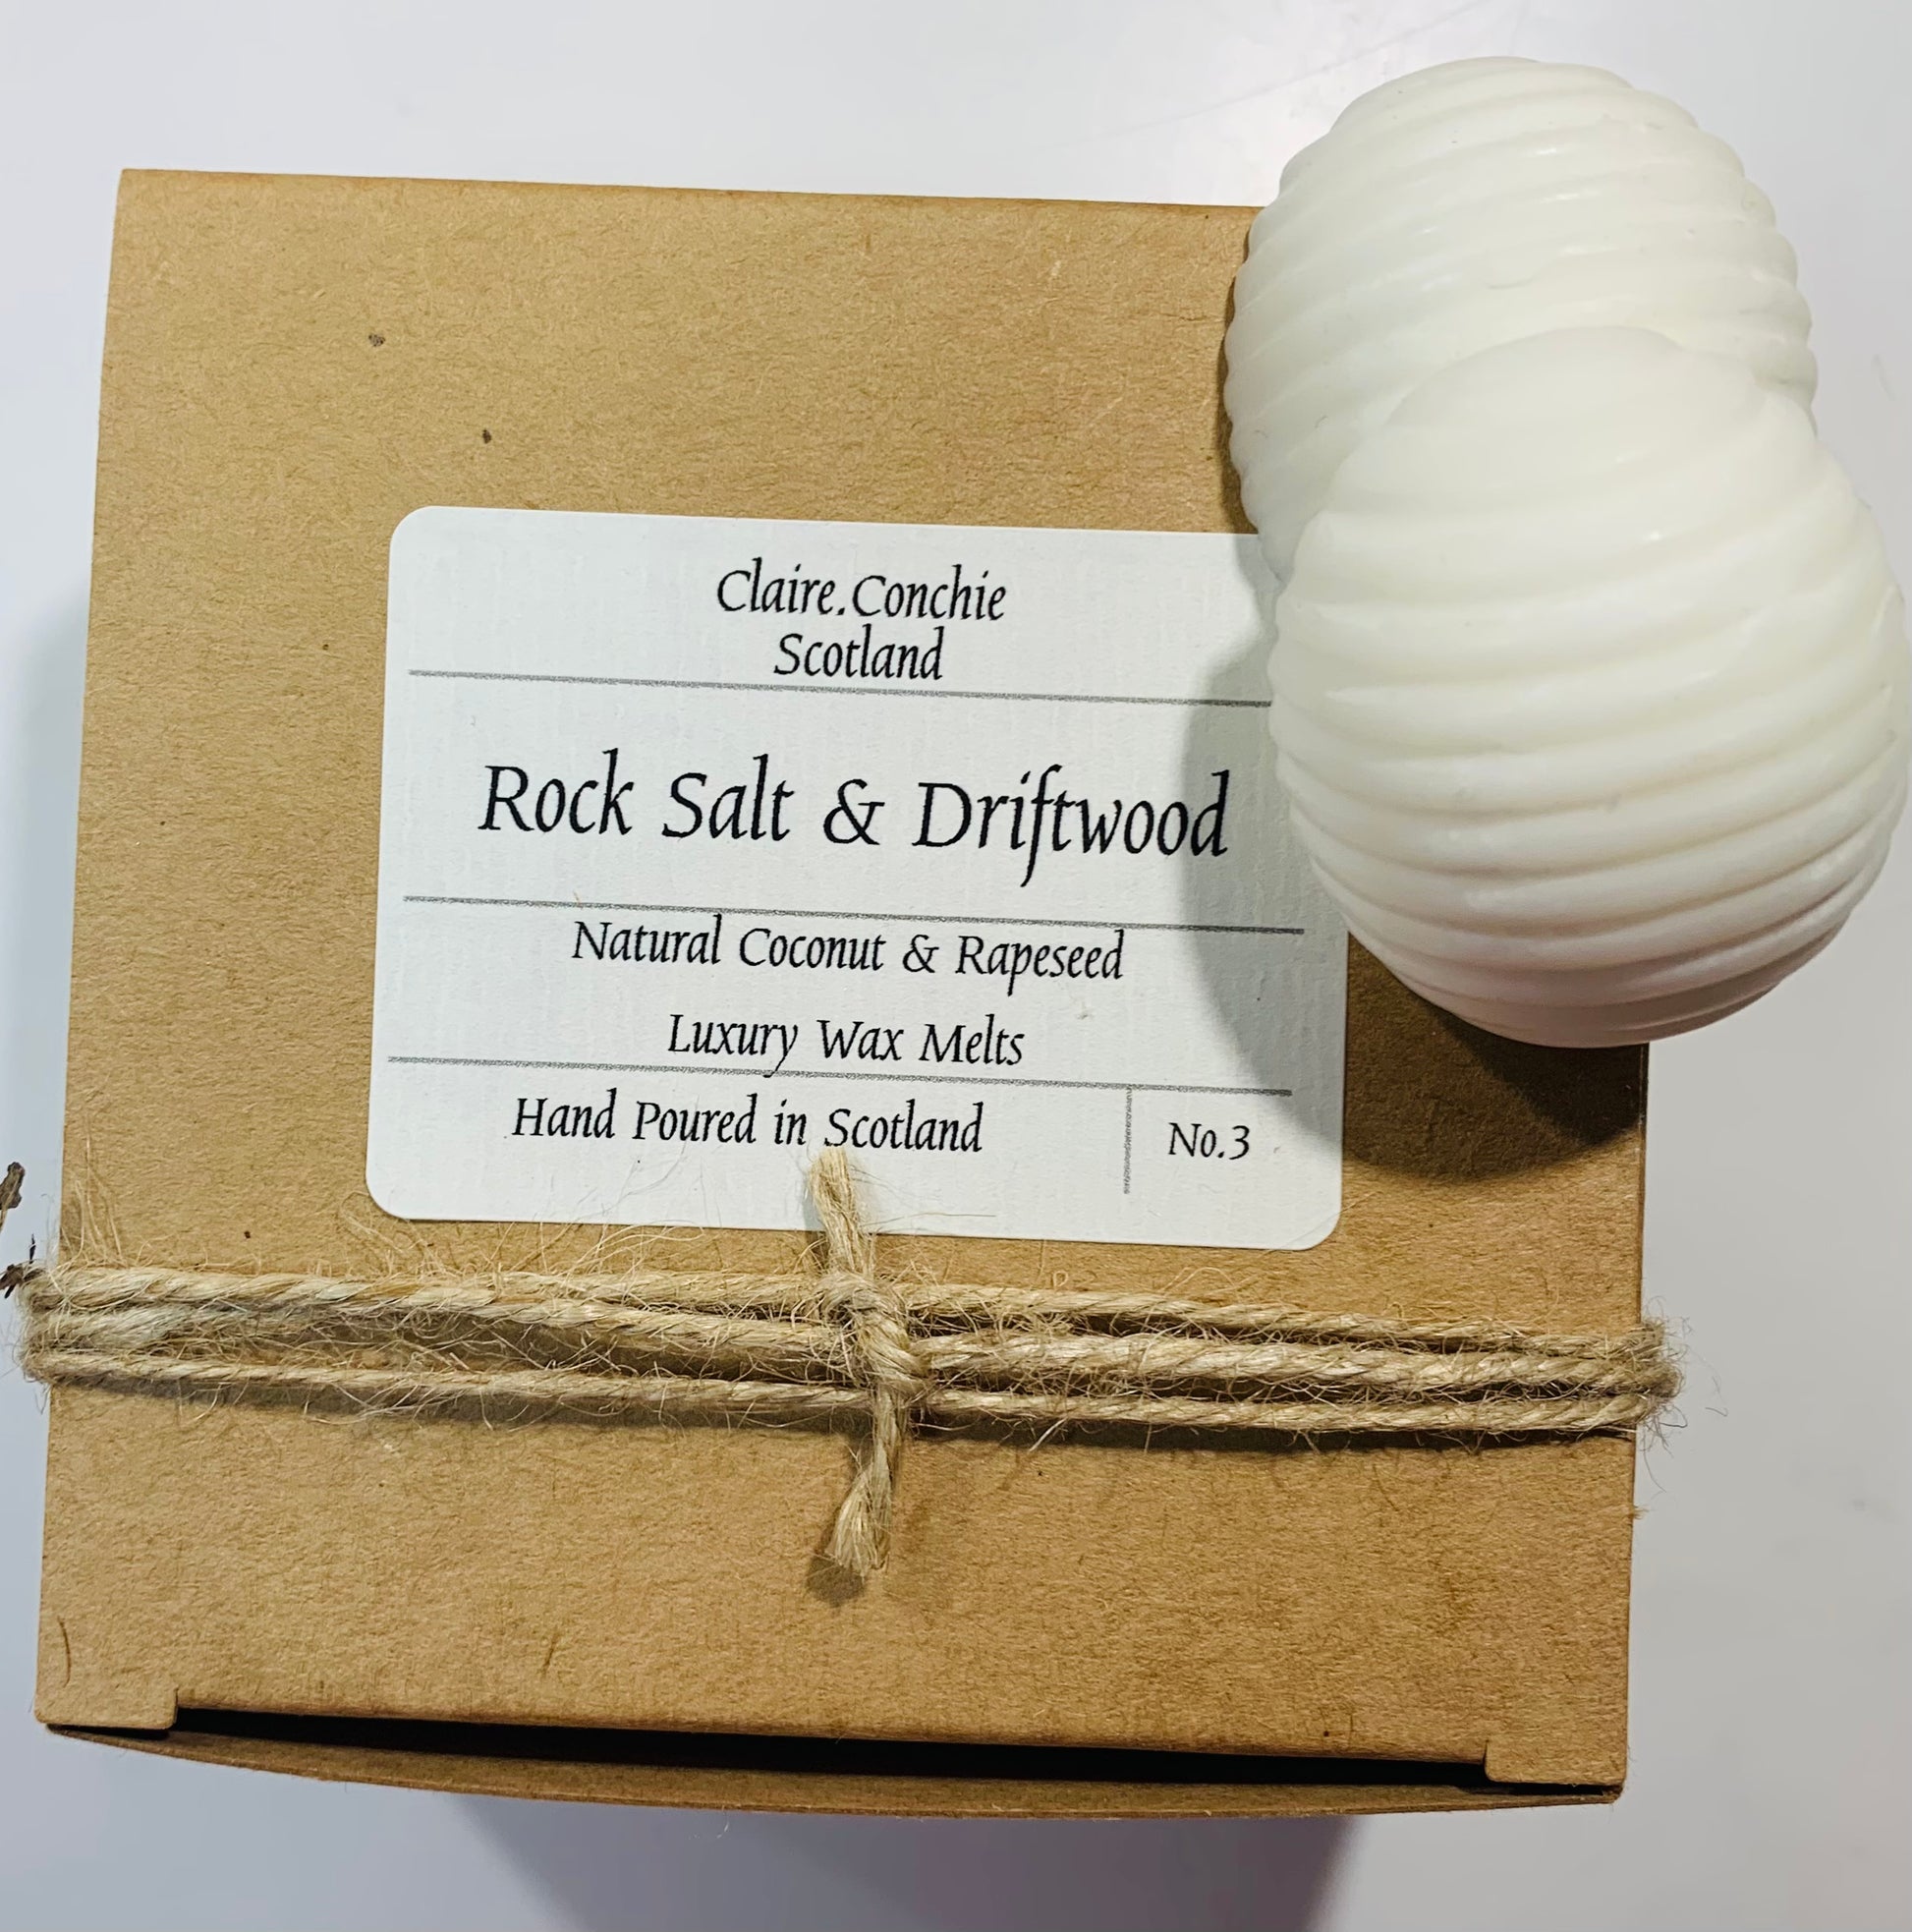 Claire.Conchie
Scotland
Rock Salt & Driftwood
Natural Coconut & Rapeseed
Luxury Wax Melts
Hand Poured in Scotland
No.3